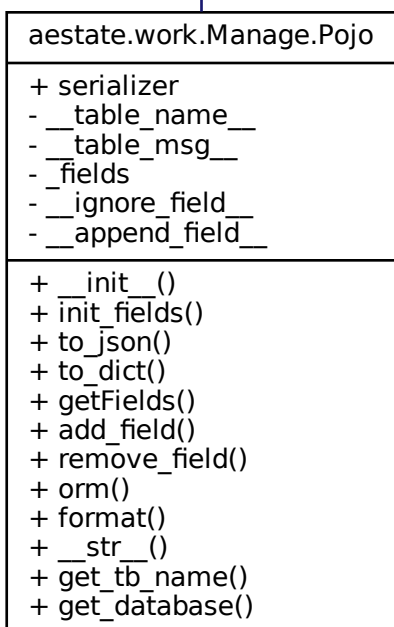 aestate.work.Manage.Pojo
+ serializer
- __table_name__
- __table_msg__
- _fields
- __ignore_field__
- __append_field__
+ __init__()
+ init_fields()
+ to_json()
+ to_dict()
+ getFields()
+ add_field()
+ remove_field()
+ orm()
+ format()
+ __str__()
+ get_tb_name()
+ get_database()